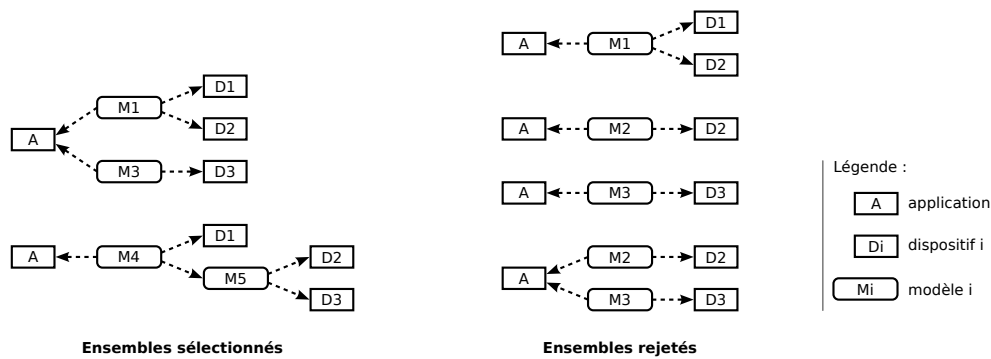 M1
D1
D2
A
M3
D3
A
M4
D1
M5
D2
D3
Ensembles sélectionnés
A
M1
D1
D2
A
M2
D2
A
M3
D3
A
M2
D2
M3
D3
Ensembles rejetés
Légende :
A application
Di dispositif i
Mi modèle i